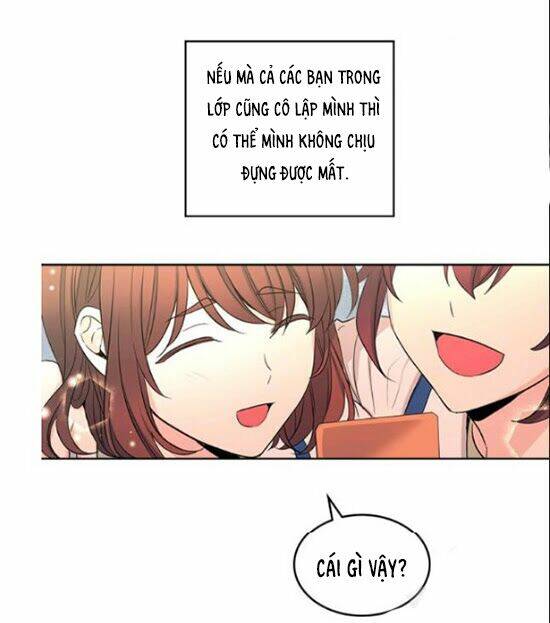 NẾU MÀ CẢ CÁC BẠN TRONG
LỚP CŨNG CÔ LẬP MÌNH THÌ
CÓ THỂ MÌNH KHÔNG CHỊU
ĐỰNG ĐƯỢC MẤT.
CÁI GÌ VẬY?